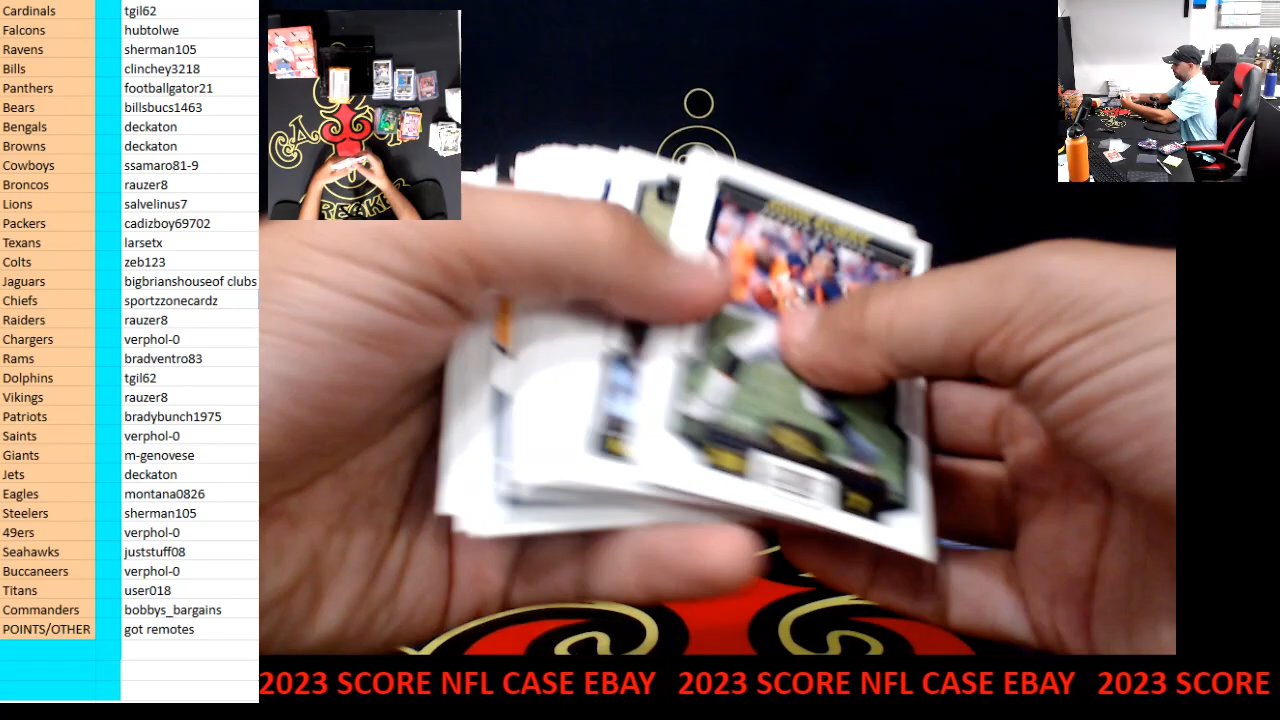 Cardinals tgil62
Falcons hubtolwe
Ravens sherman105
Bills clinchey3218
Panthers footballgator21
Bears billsbucs1463
Bengals deckaton
Browns deckaton
Cowboys ssamaro81-9
Broncos rauzer8
Lions salvelinus7
Packers cadizboy69702
Texans larsetx
Colts zeb123
Jaguars bigbrianshouseof clubs
Chiefs sportzzonecardz
Raiders rauzer8
Chargers verphol-0
Rams bradventro83
Dolphins tgil62
Vikings rauzer8
Patriots bradybunch1975
Saints verphol-0
Giants m-genovese
Jets deckaton
Eagles montana0826
Steelers sherman105
49ers verphol-0
Seahawks juststuff08
Buccaneers verphol-0
Titans user018
Commanders bobbys_bargains
POINTS/OTHER got remotes
2023 SCORE NFL CASE EBAY 2023 SCORE NFL CASE EBAY 2023 SCORE